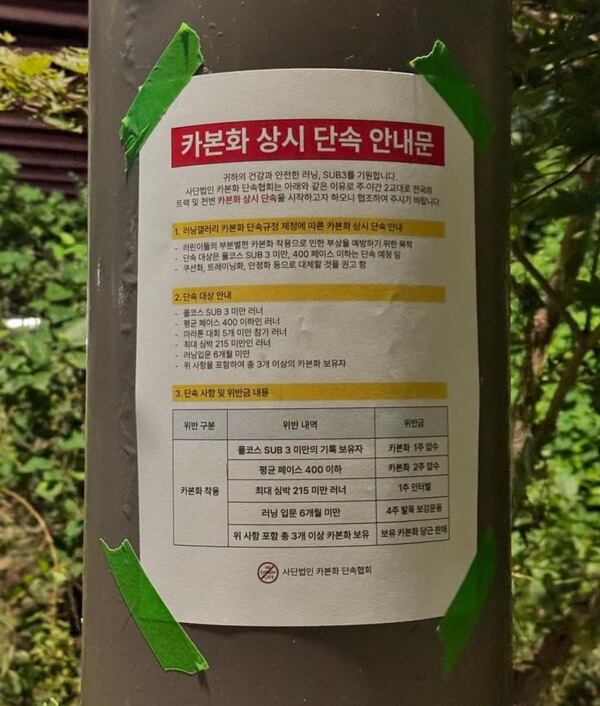 카본화 상시 단속 안내문
귀하의 건강과 안전한 러닝, SUB3를 기원합니다.
사단법인 카본화 단속협회는 아래와 같은 이유로 주·야간 2교대로 전국의
트랙 및 천변 카본화 상시 단속을 시작하고자 하오니 협조하여 주시기 바랍니다.
1. 러닝갤러리 카본화 단속규정 제정에 따른 카본화 상시 단속 안내
- 러린이들의 부분별한 카본화 착용으로 인한 부상을 예방하기 위한 목적
- 단속 대상은 풀코스 SUB 3 미만, 400 페이스 이하는 단속 예정 임
- 쿠션화, 트레이닝화, 안정화 등으로 대체할 것을 권고 함
2. 단속 대상 안내
- 풀코스 SUB 3 미만 러너
- 평균 페이스 400 이하인 러너
- 마라톤 대회 5개 미만 참가 러너
- 최대 심박 215 미만인 러너
- 러닝입문 6개월 미만
- 위 사항을 포함하여 총 3개 이상의 카본화 보유자
3. 단속 사항 및 위반금 내용
위반 구분 위반 내역 위반금
카본화 착용 풀코스 SUB 3 미만의 기록 보유자 카본화 1주 압수
평균 페이스 400 이하 카본화 2주 압수
최대 심박 215 미만 러너 1주 인터벌
러닝 입문 6개월 미만 4주 발목 보강운동
위 사항 포함 총 3개 이상 카본화 보유 보유 카본화 당근 판매
사단법인 카본화 단속협회